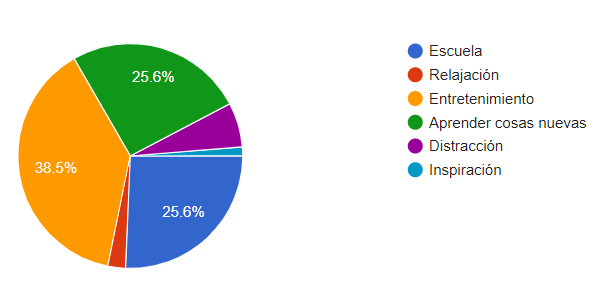 25.6%
38.5%
25.6%
Escuela
Relajación
Entretenimiento
Aprender cosas nuevas
Distracción
Inspiración